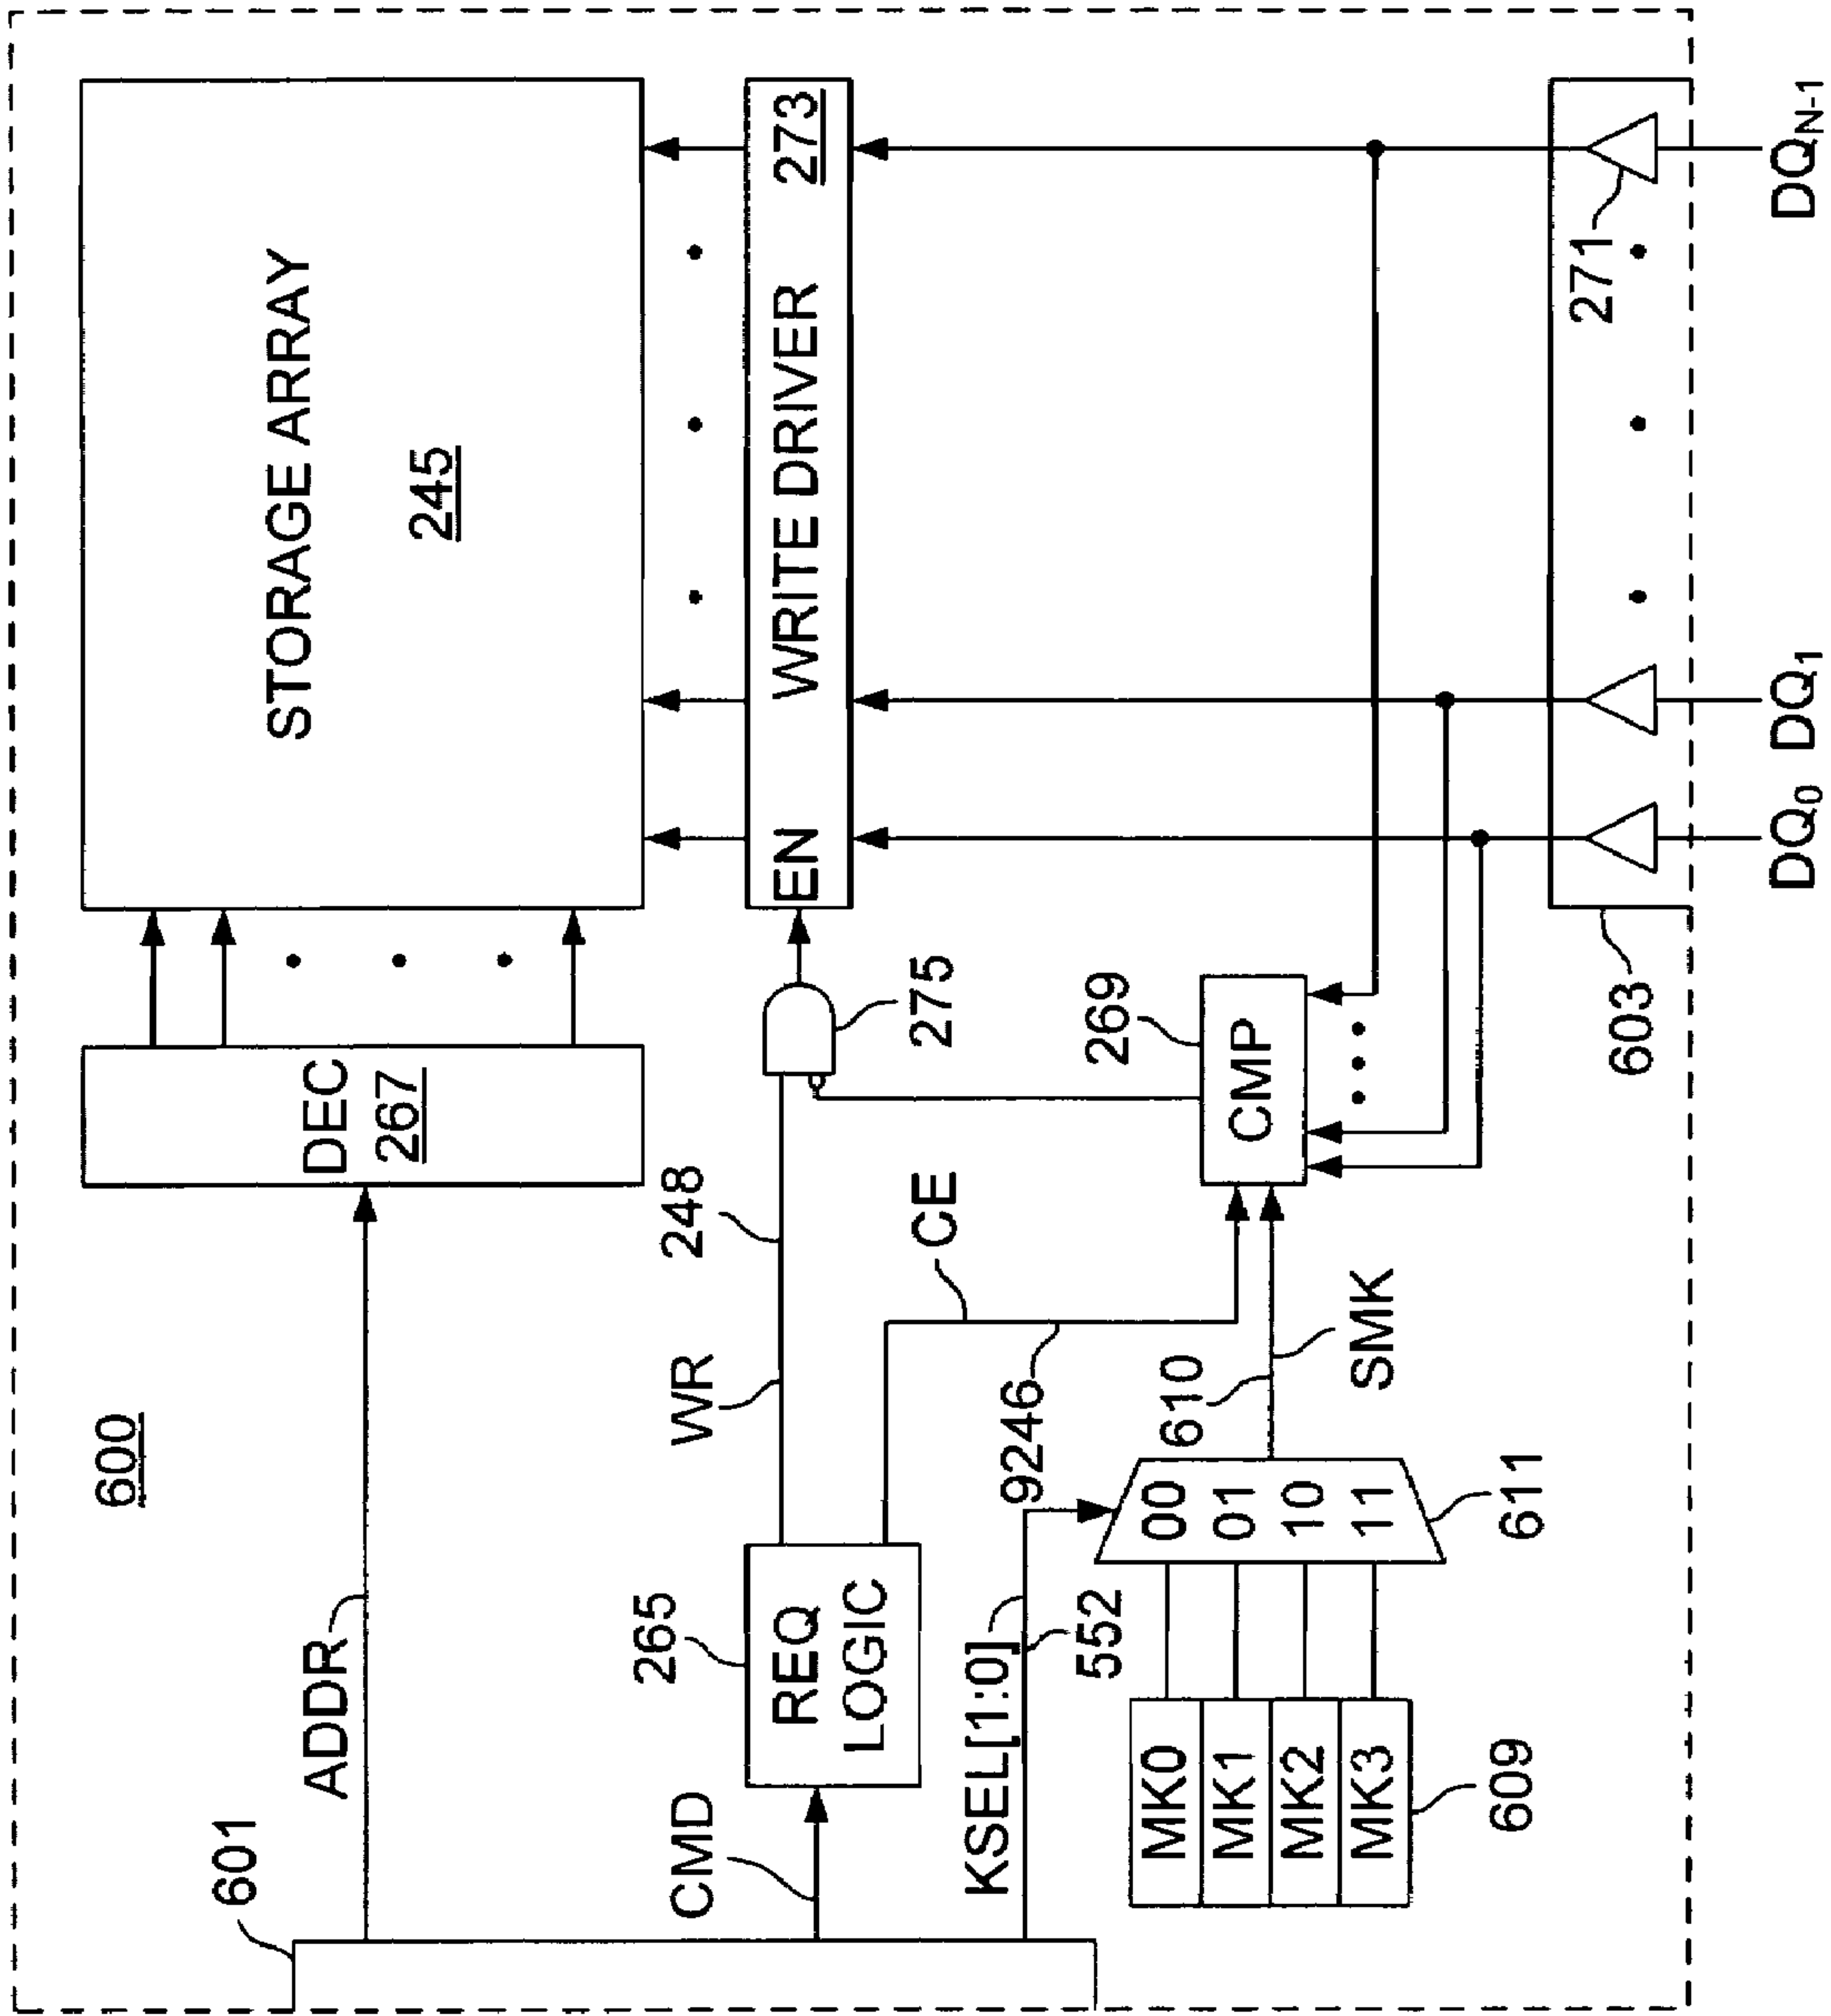 600
601
ADDR
DEC
267
STORAGE ARRAY
245
CMD
265
REQ
LOGIC
WR
248
275
EN
WRITE DRIVER
273
KSEL[1:0]
552
9246
CE
MK0
MK1
MK2
MK3
609
00
01
10
11
611
610
SMK
269
CMP
603
271
DQ0
DQ1
DQN-1